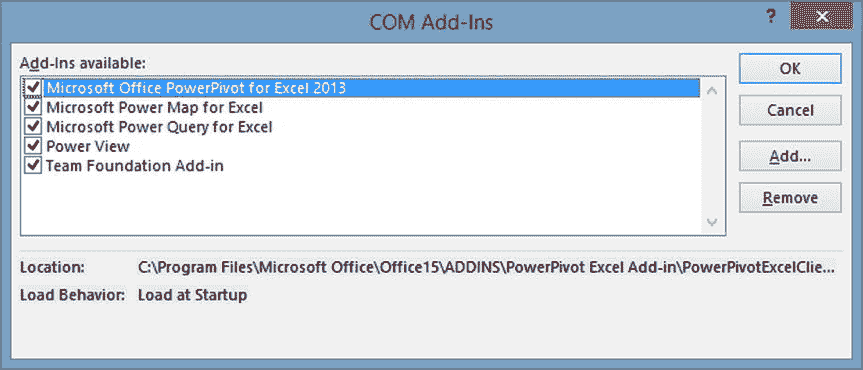 COM Add-Ins
?
Add-Ins available:
Microsoft Office PowerPivot for Excel 2013
Microsoft Power Map for Excel
Microsoft Power Query for Excel
Power View
Team Foundation Add-in
OK
Cancel
Add...
Remove
Location: C:\Program Files\Microsoft Office\Office15\ADDINS\PowerPivot Excel Add-in\PowerPivotExcelClie...
Load Behavior: Load at Startup